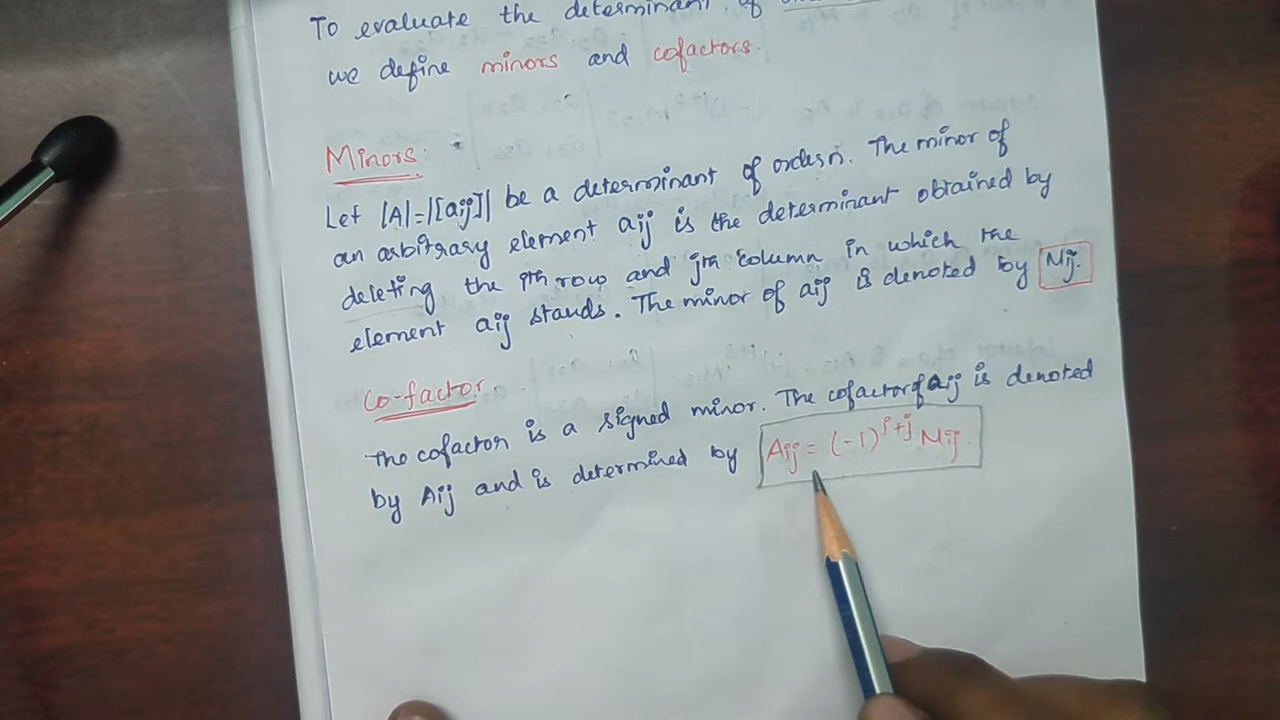 To evaluate the determinant of
we define minors and cofactors.
Minors:
Let |A|=|[aij]| be a determinant of order n. The minor of
an arbitrary element aij is the determinant obtained by
deleting the ith row and jth column in which the
element aij stands. The minor of aij is denoted by Mij.
Co-factor.
The cofactor is a signed minor. The cofactor of aij is denoted
by Aij and is determined by Aij = (-1)^i+j Mij.